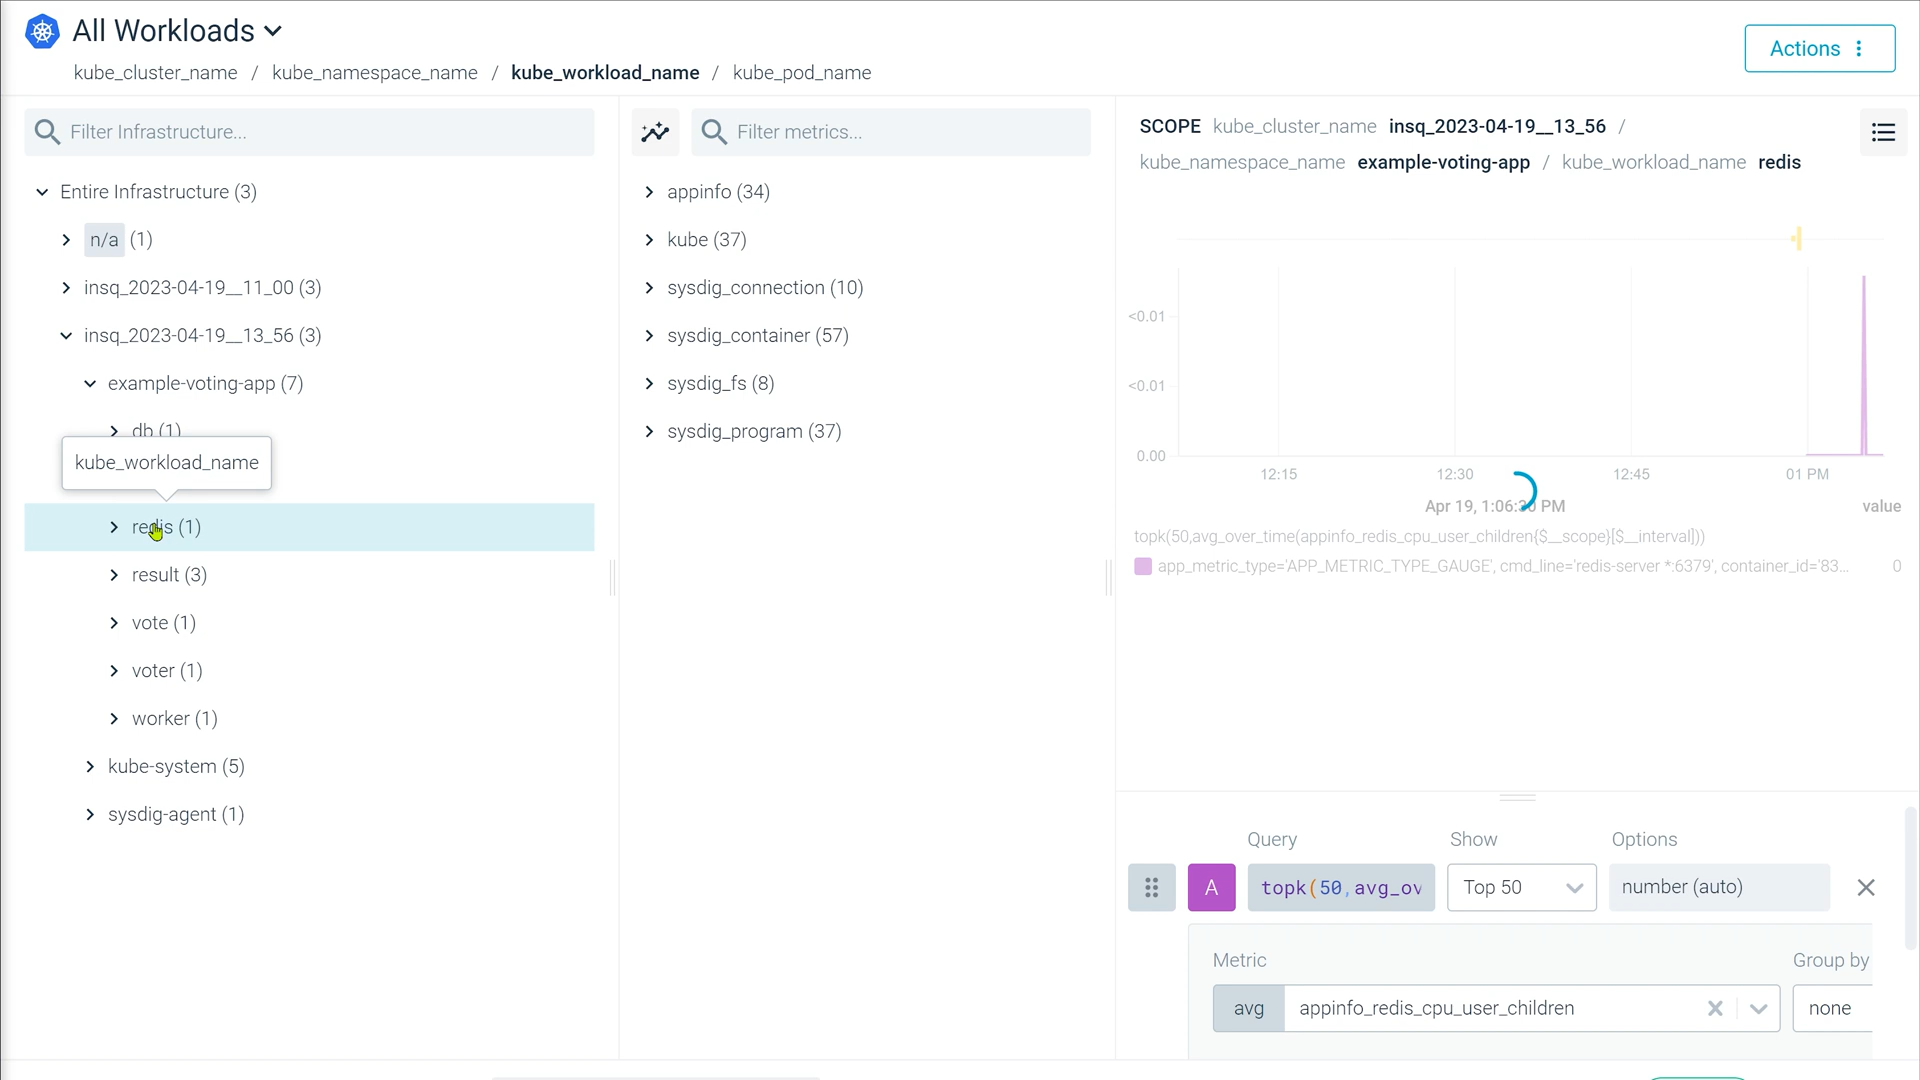 All Workloads
Actions
kube_cluster_name / kube_namespace_name / kube_workload_name / kube_pod_name
Filter Infrastructure...
Entire Infrastructure (3)
n/a (1)
insq_2023-04-19__11_00 (3)
insq_2023-04-19__13_56 (3)
example-voting-app (7)
db (1)
kube_workload_name
redis (1)
result (3)
vote (1)
voter (1)
worker (1)
kube-system (5)
sysdig-agent (1)
Filter metrics...
appinfo (34)
kube (37)
sysdig_connection (10)
sysdig_container (57)
sysdig_fs (8)
sysdig_program (37)
SCOPE kube_cluster_name insq_2023-04-19__13_56 /
kube_namespace_name example-voting-app / kube_workload_name redis
<0.01
<0.01
0.00
12:15 12:30 12:45 01 PM
Apr 19, 1:06:30 PM value
topk(50,avg_over_time(appinfo_redis_cpu_user_children{$__scope}[$__interval]))
app_metric_type='APP_METRIC_TYPE_GAUGE', cmd_line='redis-server *:6379', container_id='83... 0
Query Show Options
A topk(50,avg_ov Top 50 number (auto)
Metric Group by
avg appinfo_redis_cpu_user_children none